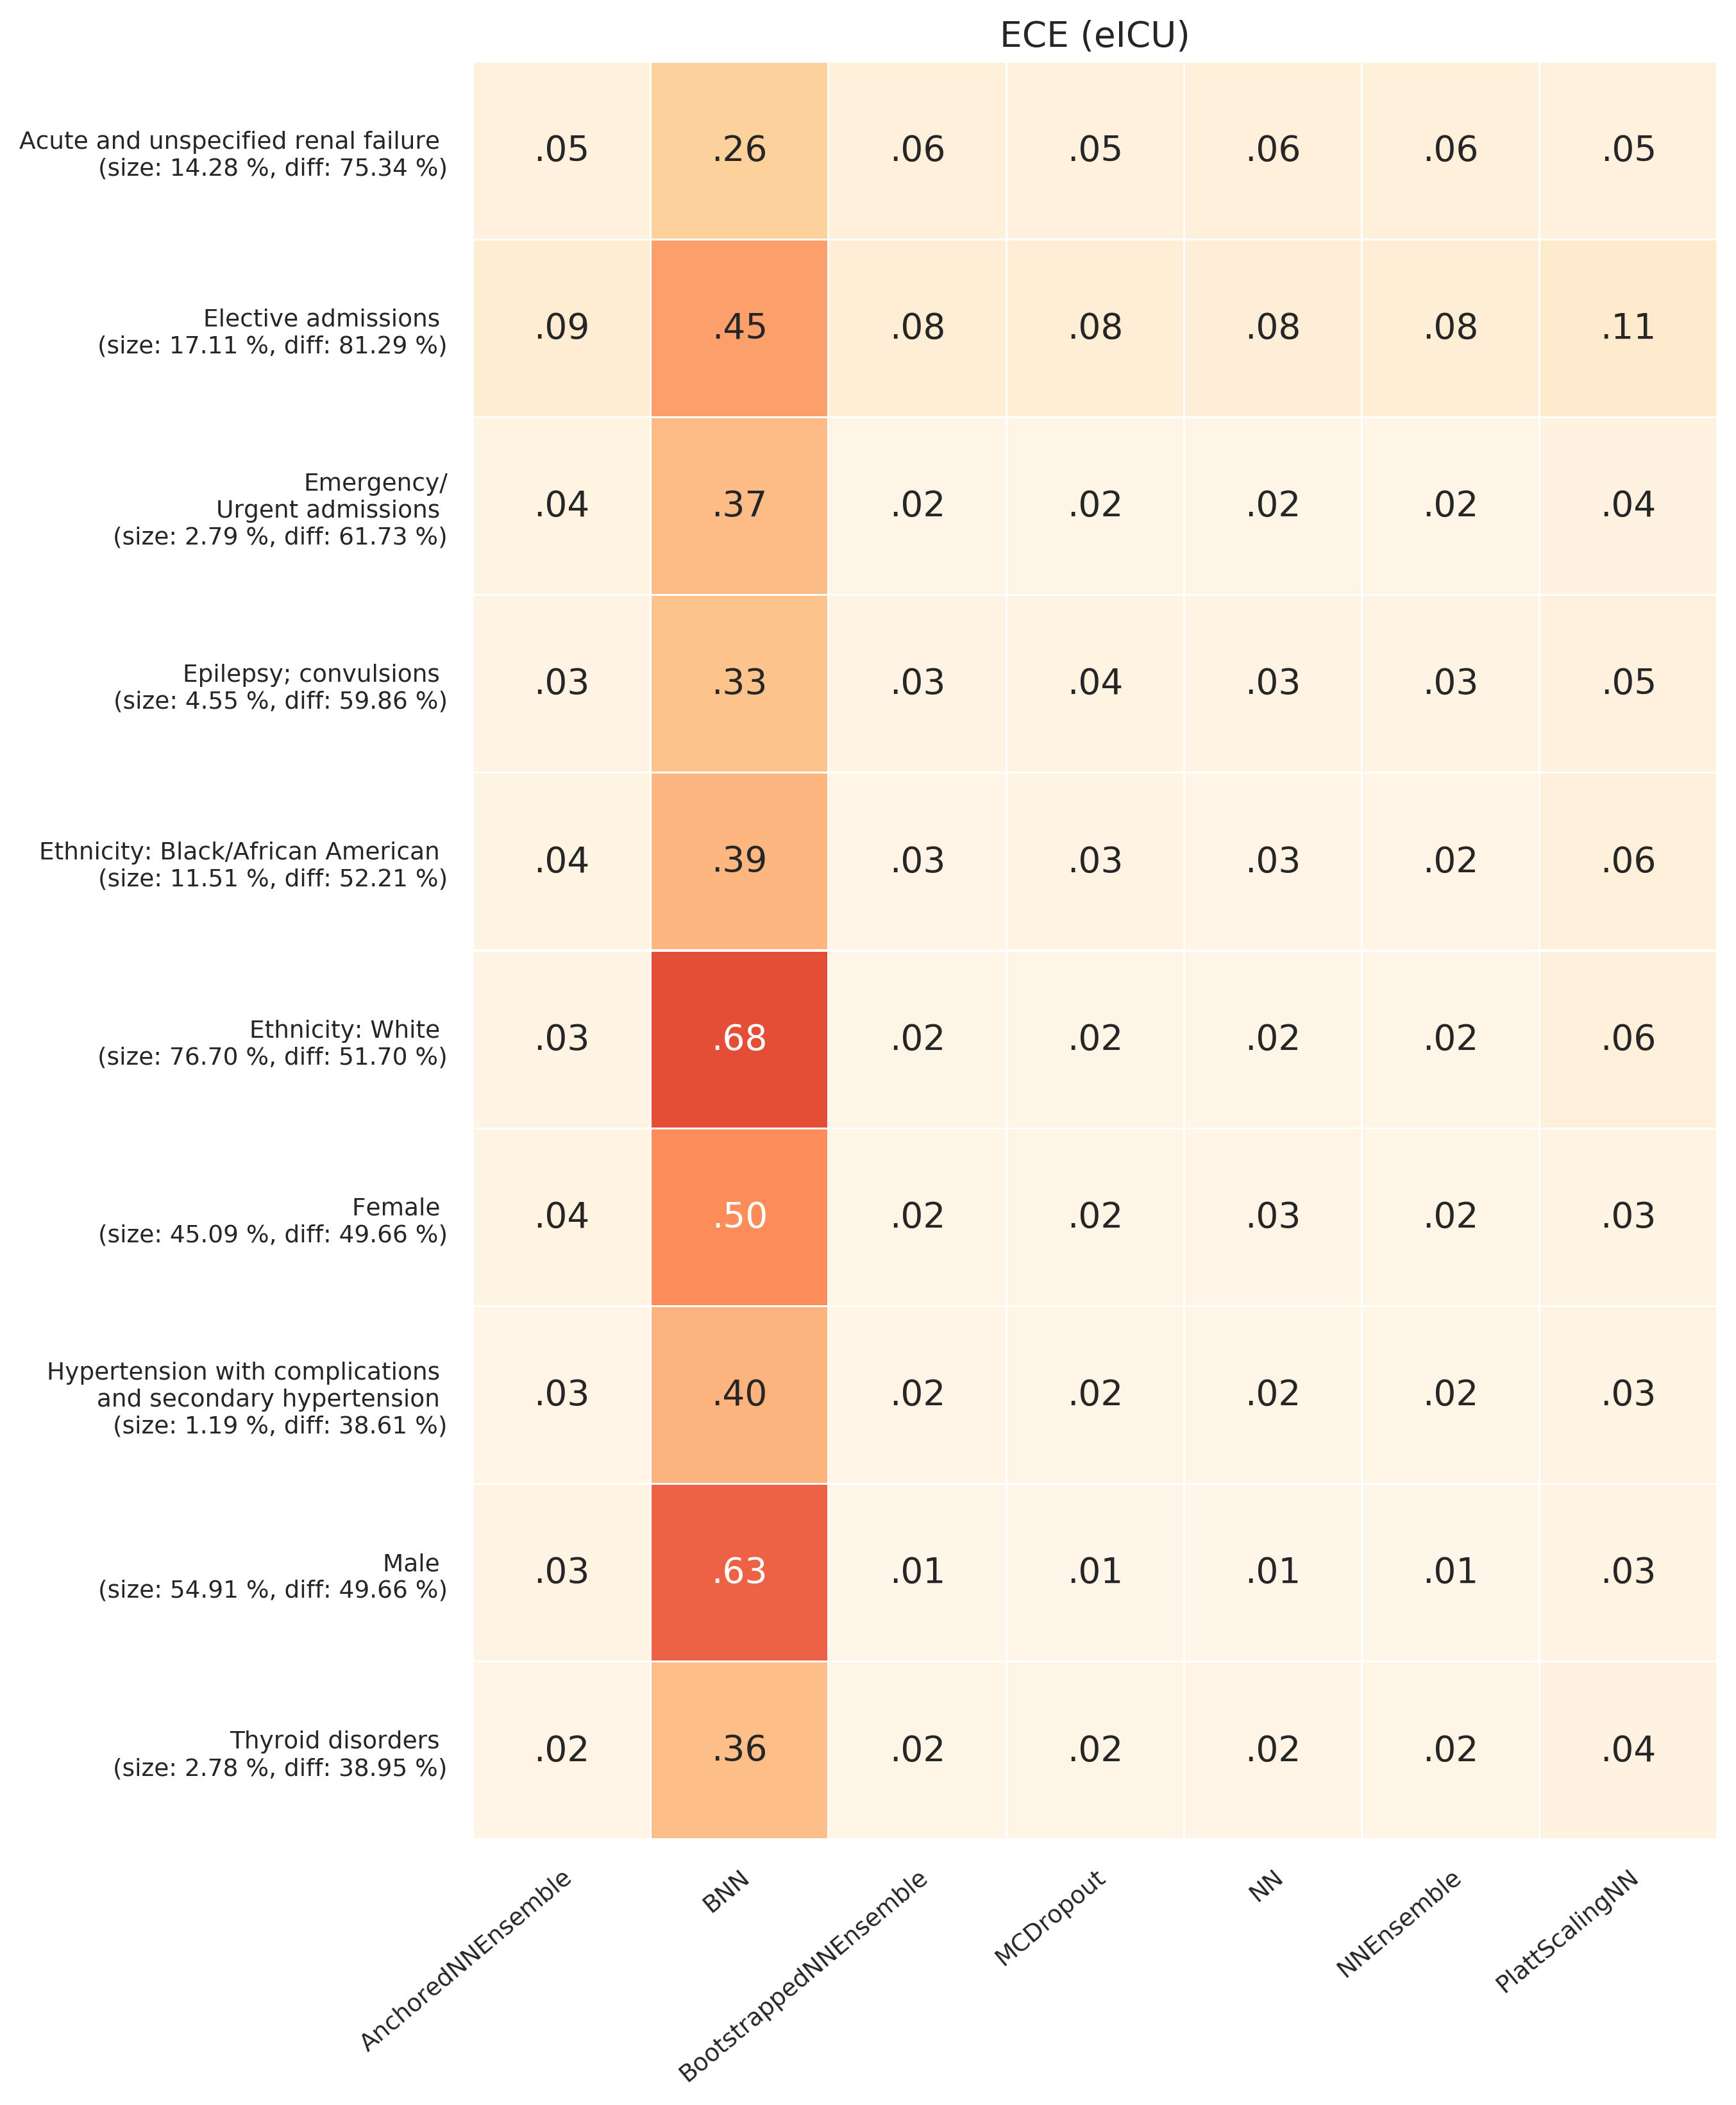 ECE (eICU)
Acute and unspecified renal failure
(size: 14.28 %, diff: 75.34 %)
.05 .26 .06 .05 .06 .06 .05
Elective admissions
(size: 17.11 %, diff: 81.29 %)
.09 .45 .08 .08 .08 .08 .11
Emergency/
Urgent admissions
(size: 2.79 %, diff: 61.73 %)
.04 .37 .02 .02 .02 .02 .04
Epilepsy; convulsions
(size: 4.55 %, diff: 59.86 %)
.03 .33 .03 .04 .03 .03 .05
Ethnicity: Black/African American
(size: 11.51 %, diff: 52.21 %)
.04 .39 .03 .03 .03 .02 .06
Ethnicity: White
(size: 76.70 %, diff: 51.70 %)
.03 .68 .02 .02 .02 .02 .06
Female
(size: 45.09 %, diff: 49.66 %)
.04 .50 .02 .02 .03 .02 .03
Hypertension with complications
and secondary hypertension
(size: 1.19 %, diff: 38.61 %)
.03 .40 .02 .02 .02 .02 .03
Male
(size: 54.91 %, diff: 49.66 %)
.03 .63 .01 .01 .01 .01 .03
Thyroid disorders
(size: 2.78 %, diff: 38.95 %)
.02 .36 .02 .02 .02 .02 .04
AnchoredNNEnsemble
BNN
BootstrappedNNEnsemble
MCDropout
NN
NNEnsemble
PlattScalingNN